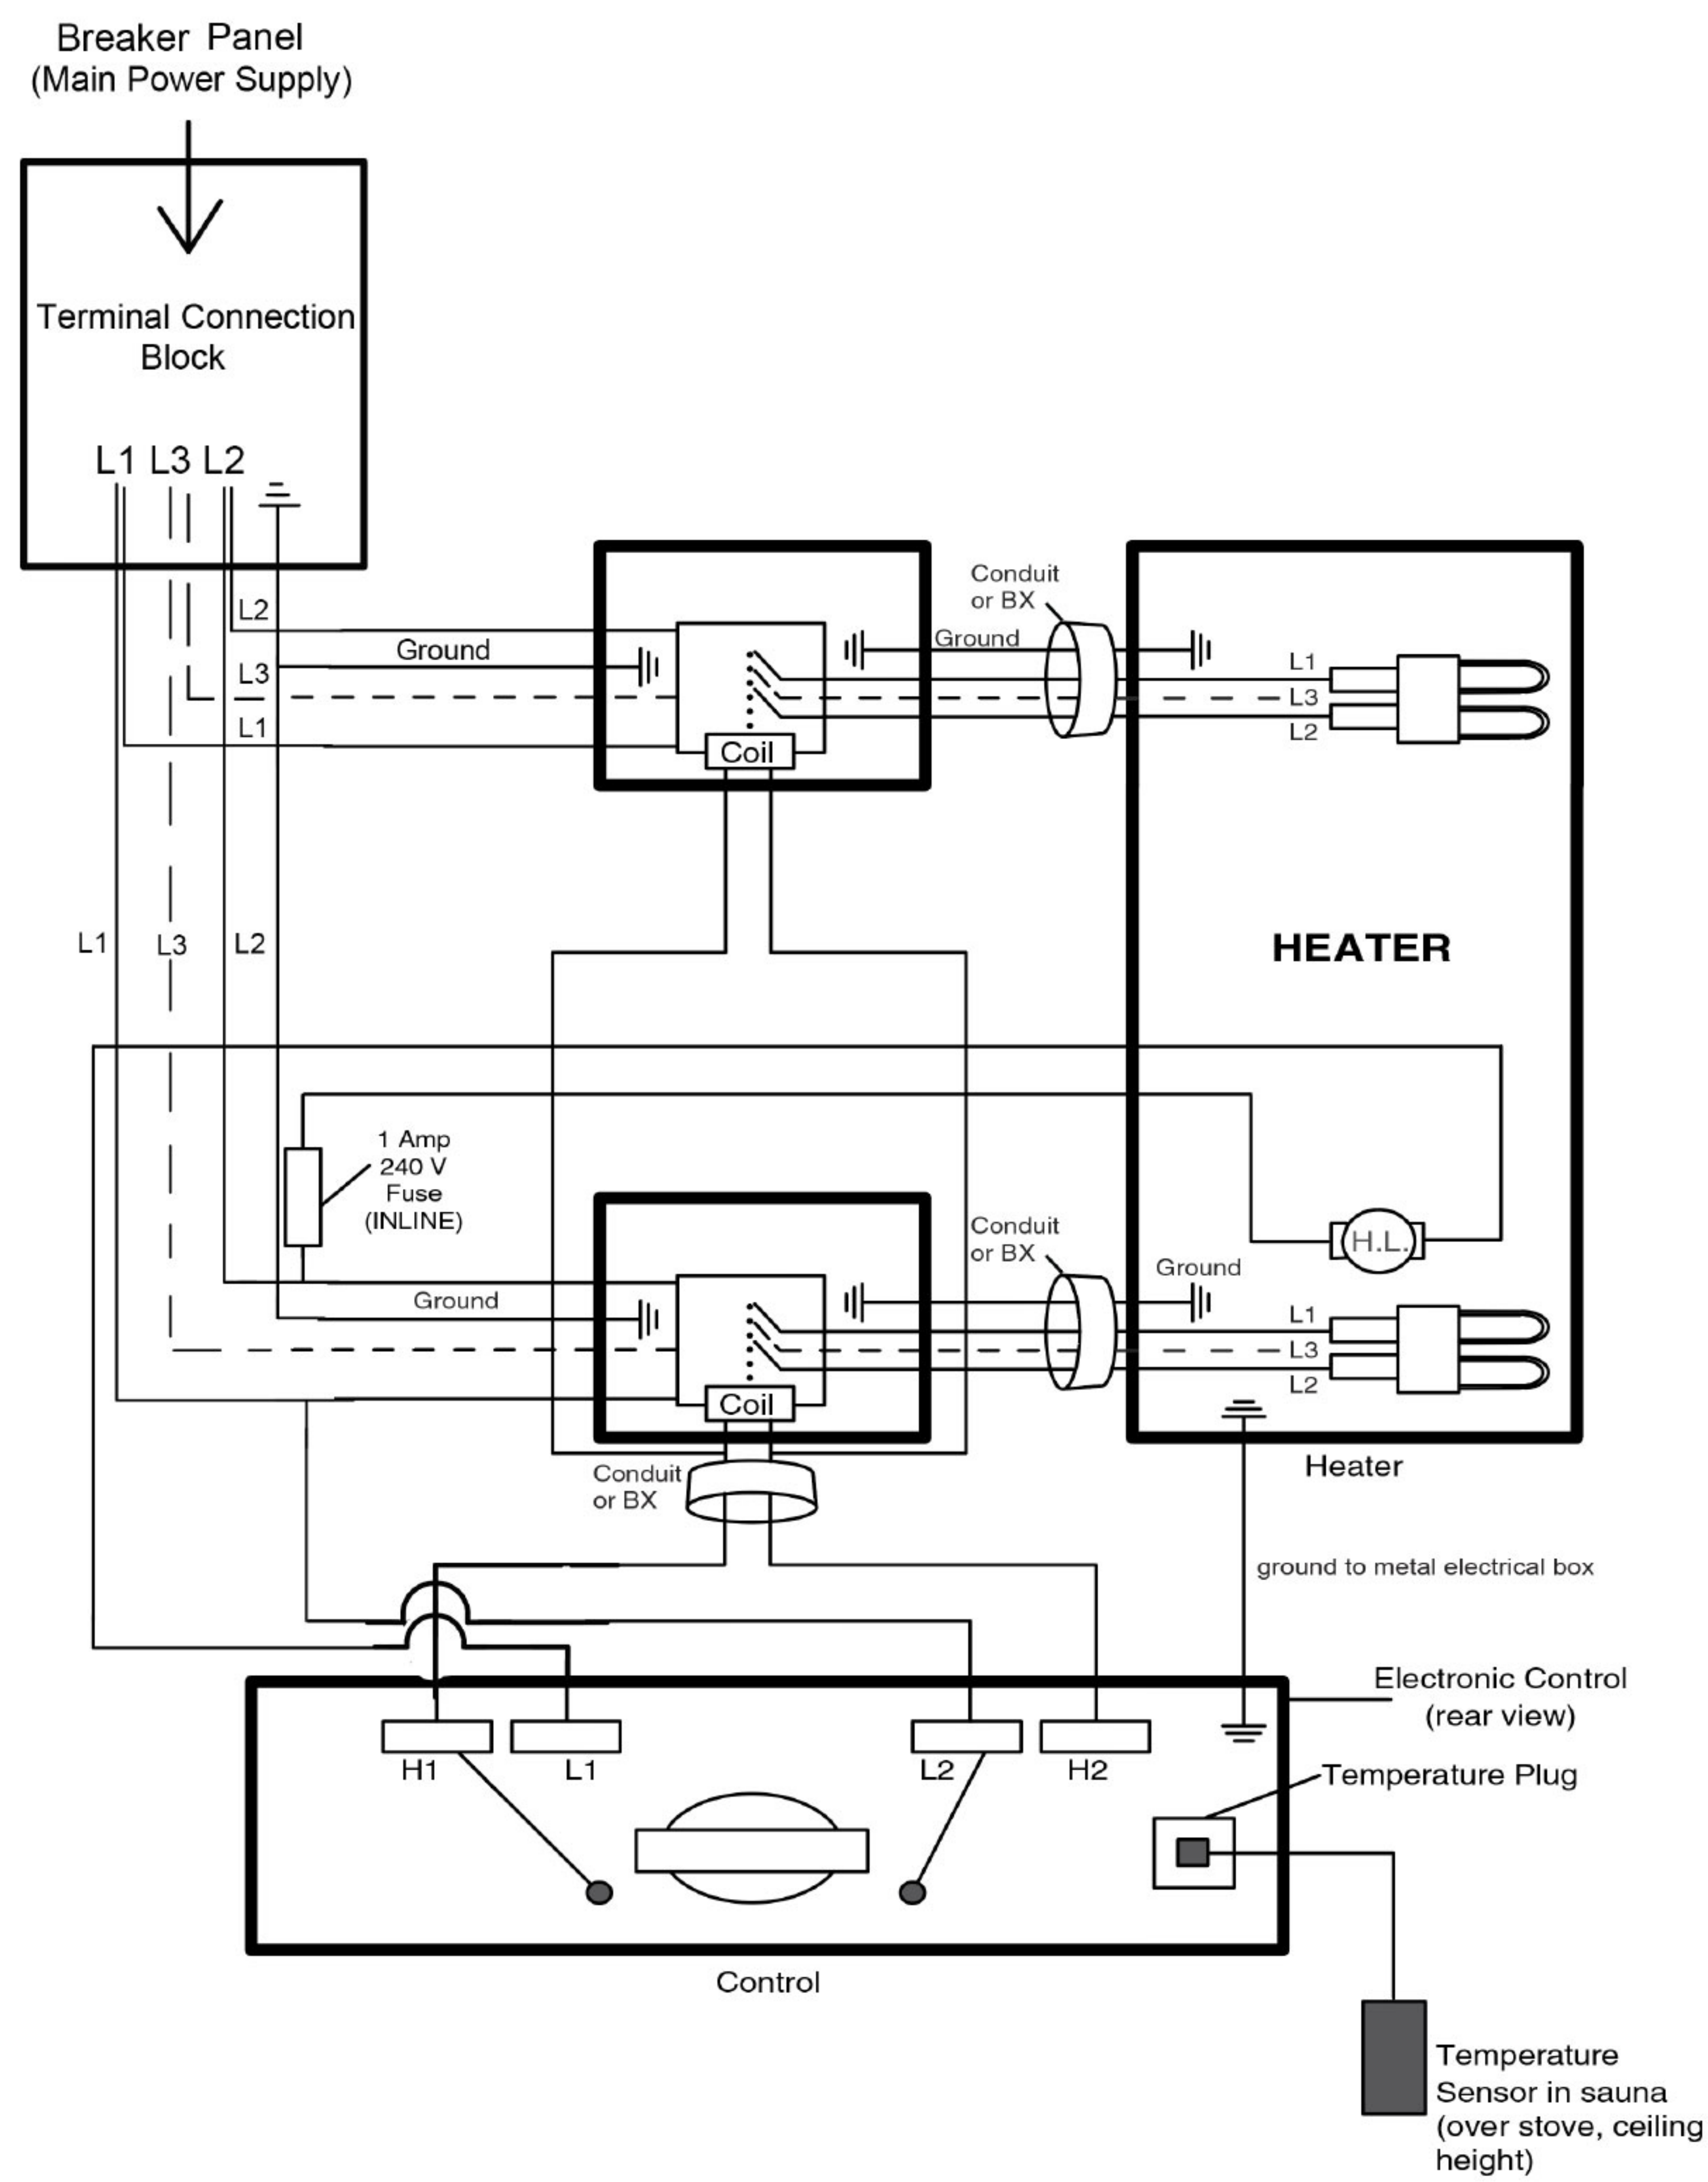 Breaker Panel
(Main Power Supply)
Terminal Connection
Block
L1 L3 L2
L2
Ground
L3
L1
Coil
Conduit
or BX
Ground
L1
L3
L2
HEATER
L1
L3
L2
1 Amp
240 V
Fuse
(INLINE)
Ground
Coil
Conduit
or BX
Ground
H.L.
L1
L3
L2
Heater
Conduit
or BX
ground to metal electrical box
Electronic Control
(rear view)
H1
L1
L2
H2
Temperature Plug
Control
Temperature
Sensor in sauna
(over stove, ceiling
height)